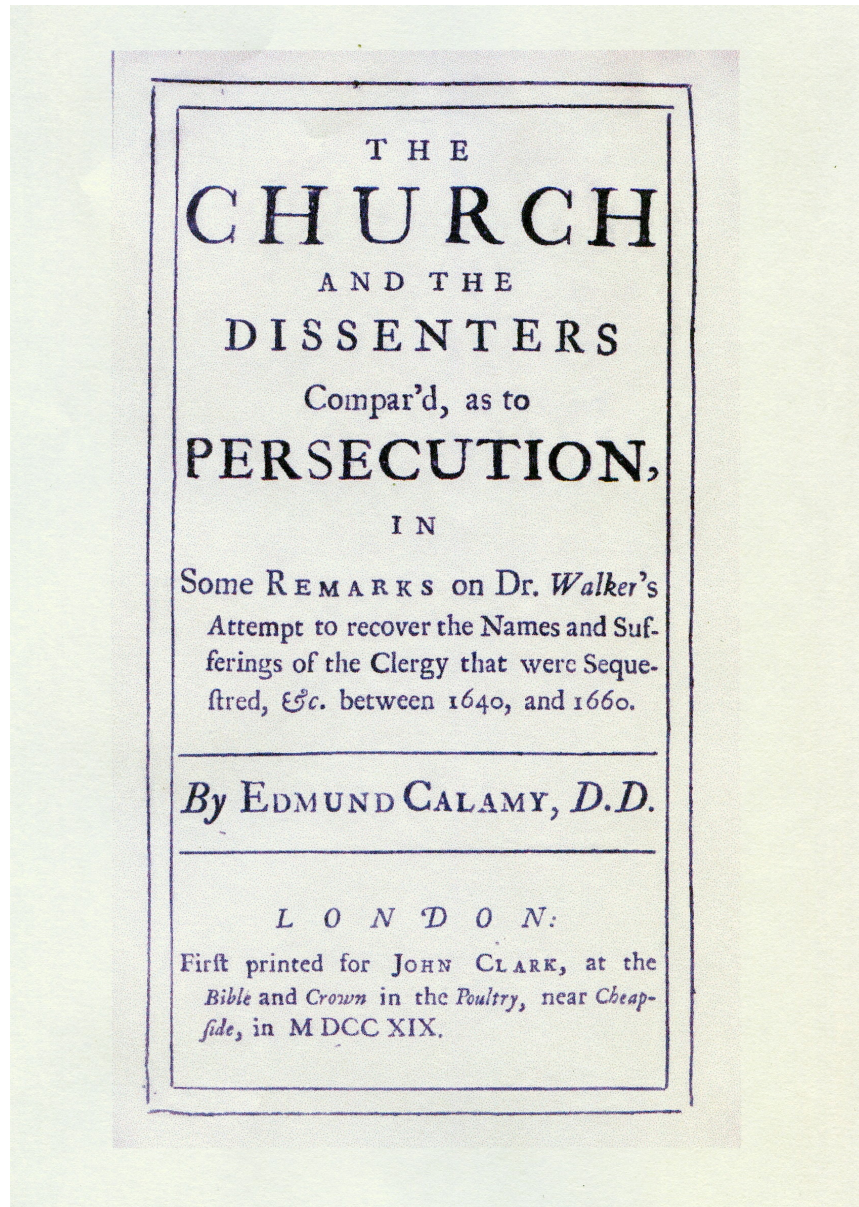 THE
CHURCH
AND THE
DISSENTERS
Compar'd, as to
PERSECUTION,
IN
Some REMARKS on Dr. Walker's
Attempt to recover the Names and Suf-
ferings of the Clergy that were Seque-
ſtred, &c. between 1640, and 1660.
By EDMUND CALAMY, D.D.
LONDON:
Firſt printed for JOHN CLARK, at the
Bible and Crown in the Poultry, near Cheap-
ſide, in M DCC XIX.